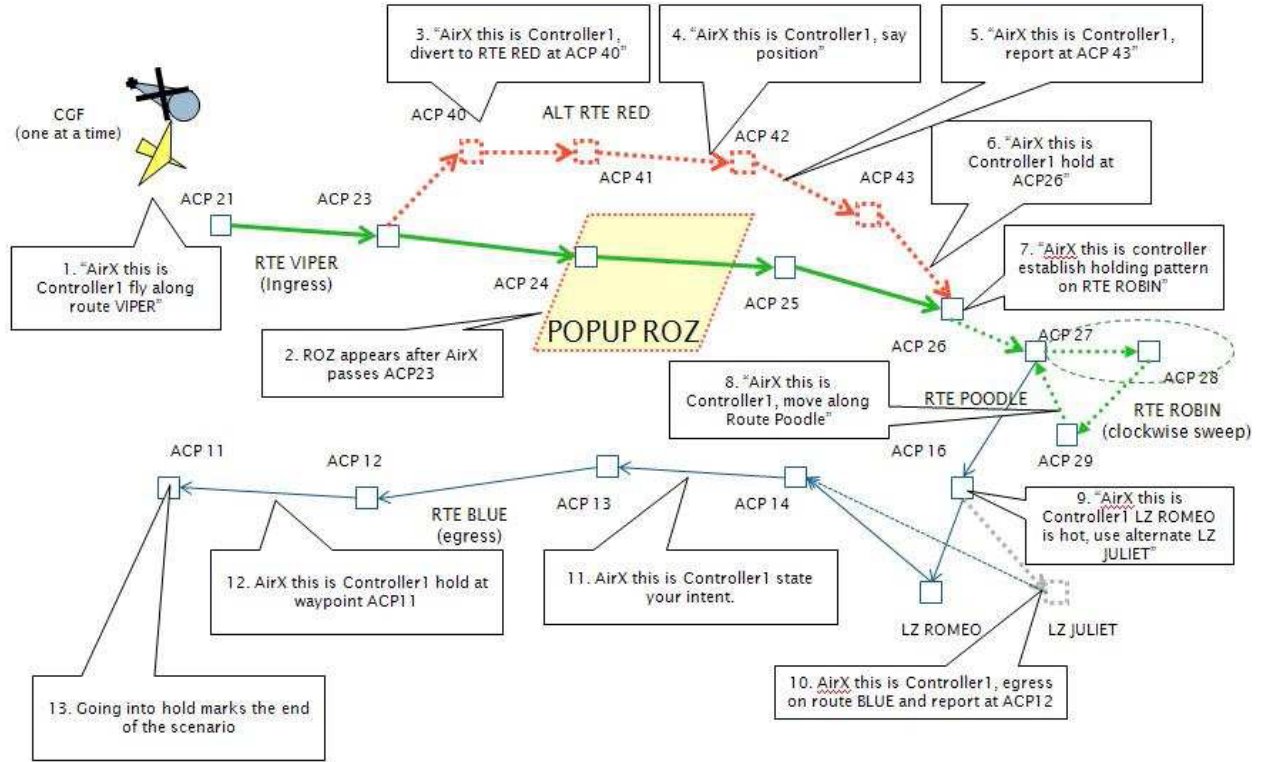 3. “AirX this is Controller1,
divert to RTE RED at ACP 40”
4. “AirX this is Controller1, say
position”
5. “AirX this is Controller1,
report at ACP 43”
CGF
(one at a time)
ACP 40
ALT RTE RED
ACP 42
6. “AirX this is
Controller1 hold at
ACP26”
ACP 41
ACP 43
ACP 21
ACP 23
1. “AirX this is
Controller1 fly along
route VIPER”
RTE VIPER
(Ingress)
ACP 24
ACP 25
7. “AirX this is controller
establish holding pattern
on RTE ROBIN”
POPUP ROZ
2. ROZ appears after AirX
passes ACP23
ACP 26
ACP 27
ACP 28
8. “AirX this is
Controller1, move along
Route Poodle”
RTE POODLE
RTE ROBIN
(clockwise sweep)
ACP 29
ACP 11
ACP 12
ACP 13
ACP 14
ACP 16
RTE BLUE
(egress)
9. “AirX this is
Controller1 LZ ROMEO
is hot, use alternate LZ
JULIET”
12. AirX this is Controller1 hold at
waypoint ACP11
11. AirX this is Controller1 state
your intent.
LZ ROMEO
LZ JULIET
10. AirX this is Controller1, egress
on route BLUE and report at ACP12
13. Going into hold marks the end
of the scenario